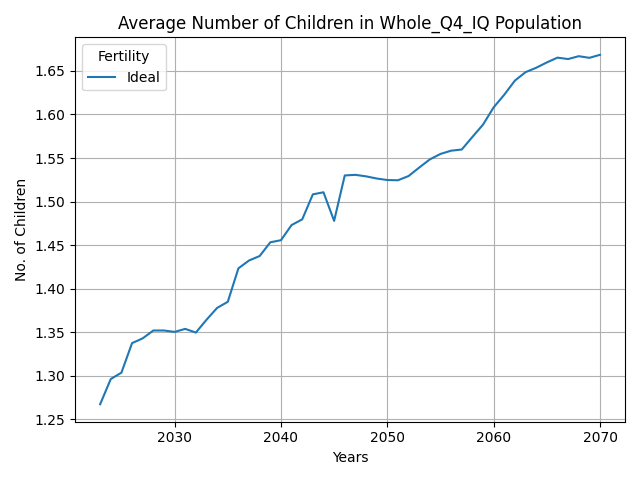 Average Number of Children in Whole_Q4_IQ Population
Fertility
Ideal
No. of Children
1.65
1.60
1.55
1.50
1.45
1.40
1.35
1.30
1.25
2030 2040 2050 2060 2070
Years